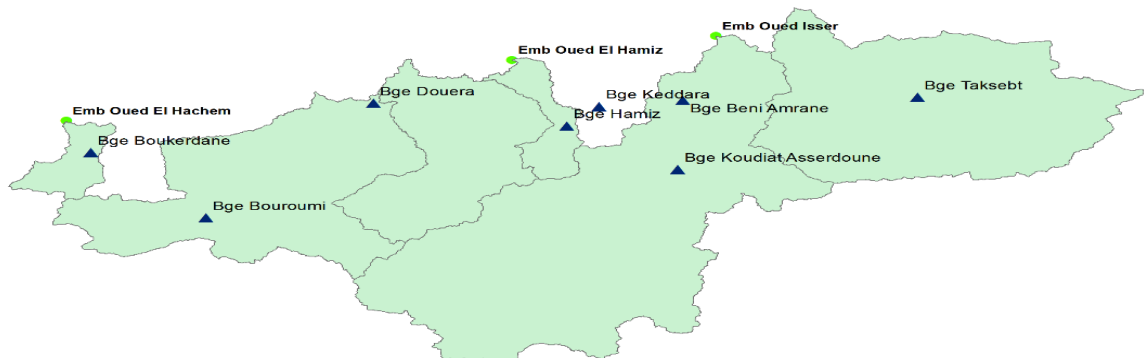 Emb Oued Isser
Emb Oued El Hamiz
Bge Taksebt
Bge Douera
Bge Keddara
Bge Beni Amrane
Emb Oued El Hachem
Bge Hamiz
Bge Boukerdane
Bge Koudiat Asserdoune
Bge Bouroumi